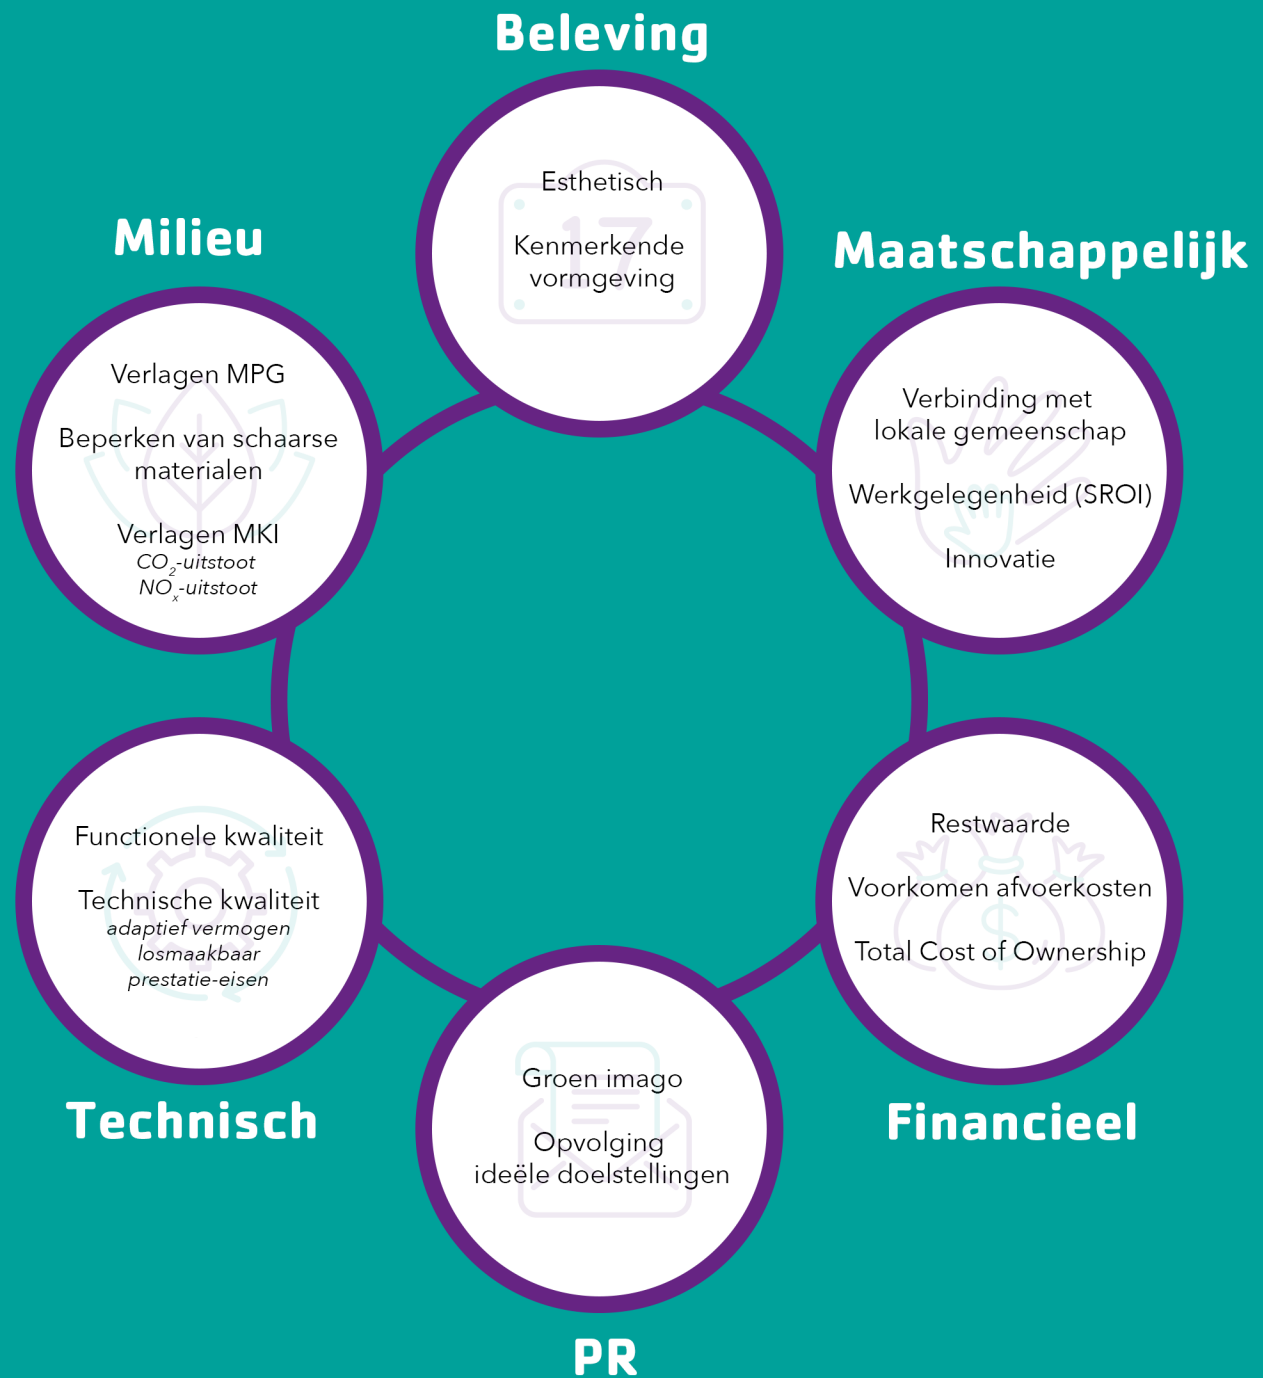 Beleving
Esthetisch
Kenmerkende
vormgeving
17
Maatschappelijk
Verbinding met
lokale gemeenschap
Werkgelegenheid (SROI)
Innovatie
Financieel
Restwaarde
Voorkomen afvoerkosten
Total Cost of Ownership
$
PR
Groen imago
Opvolging
ideële doelstellingen
Technisch
Functionele kwaliteit
Technische kwaliteit
adaptief vermogen
losmaakbaar
prestatie-eisen
Milieu
Verlagen MPG
Beperken van schaarse
materialen
Verlagen MKI
CO₂-uitstoot
NOₓ-uitstoot